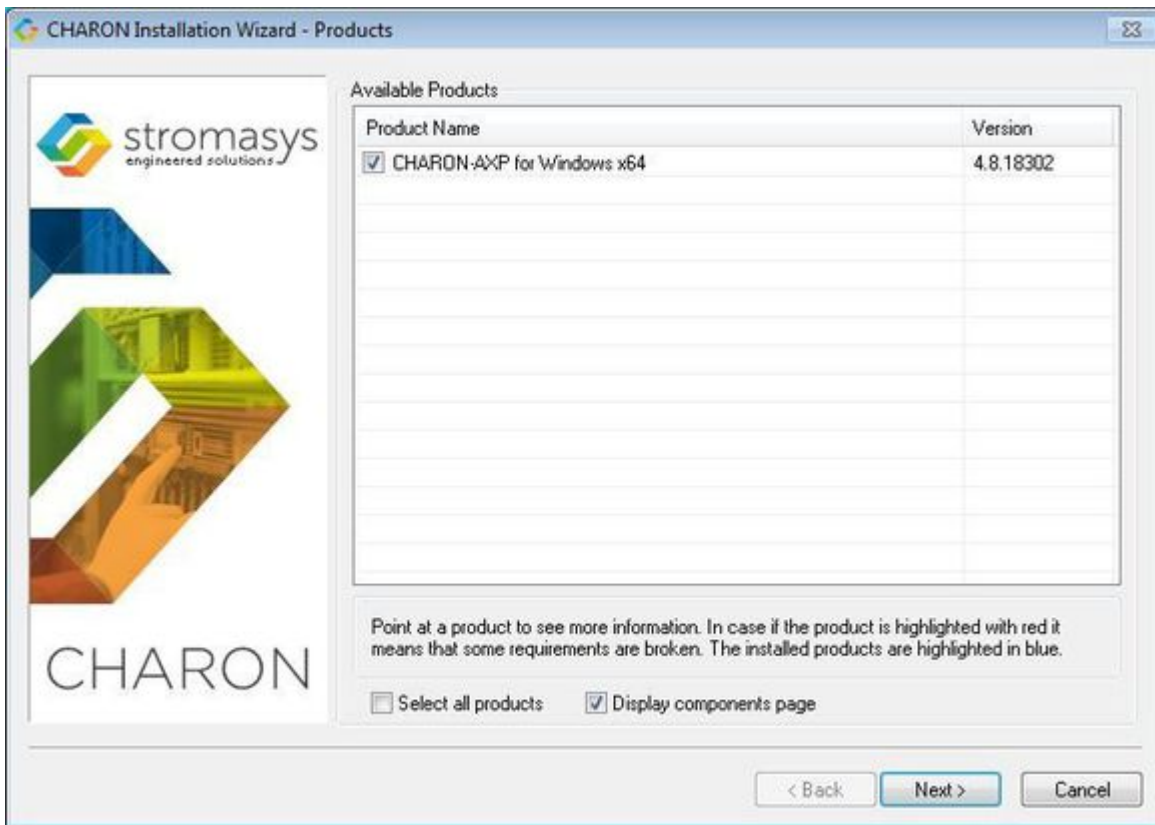 CHARON Installation Wizard - Products
stromasys
engineered solutions
CHARON
Available Products
Product Name Version
CHARON-AXP for Windows x64 4.8.18302
Point at a product to see more information. In case if the product is highlighted with red it
means that some requirements are broken. The installed products are highlighted in blue.
Select all products Display components page
< Back Next > Cancel